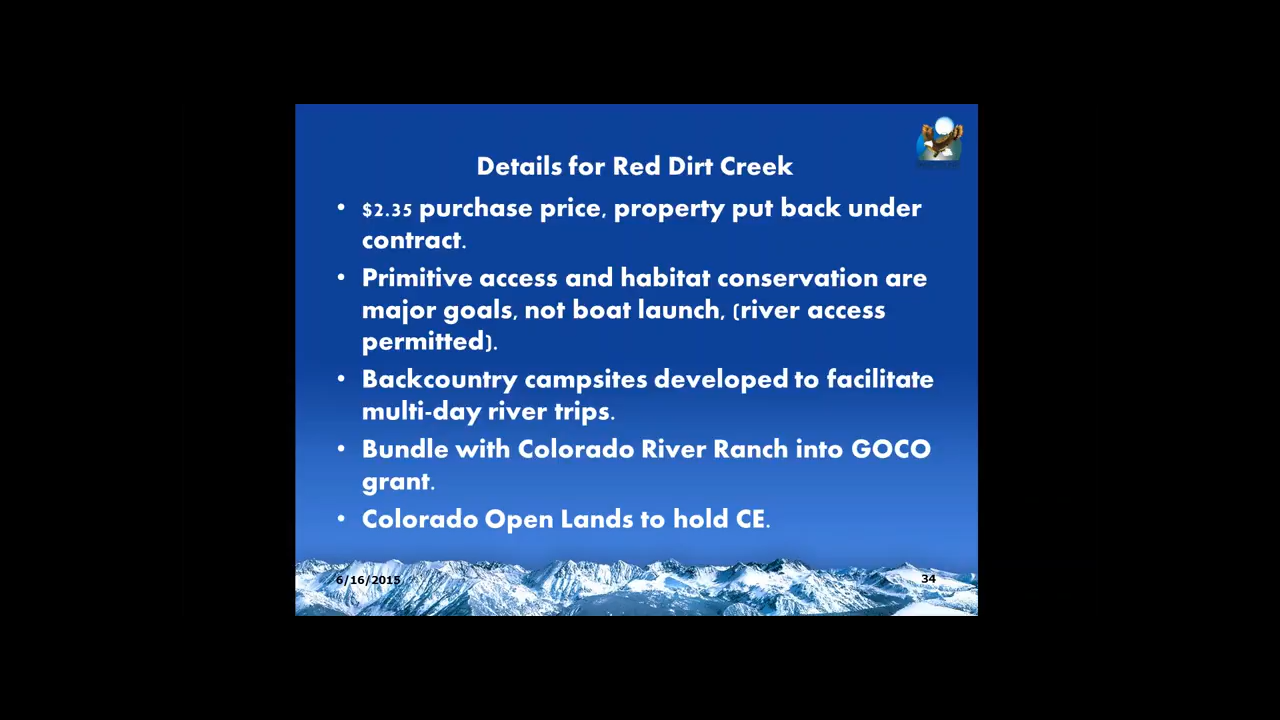 Details for Red Dirt Creek
• $2.35 purchase price, property put back under
contract.
• Primitive access and habitat conservation are
major goals, not boat launch, (river access
permitted).
• Backcountry campsites developed to facilitate
multi-day river trips.
• Bundle with Colorado River Ranch into GOCO
grant.
• Colorado Open Lands to hold CE.
6/16/2015
34